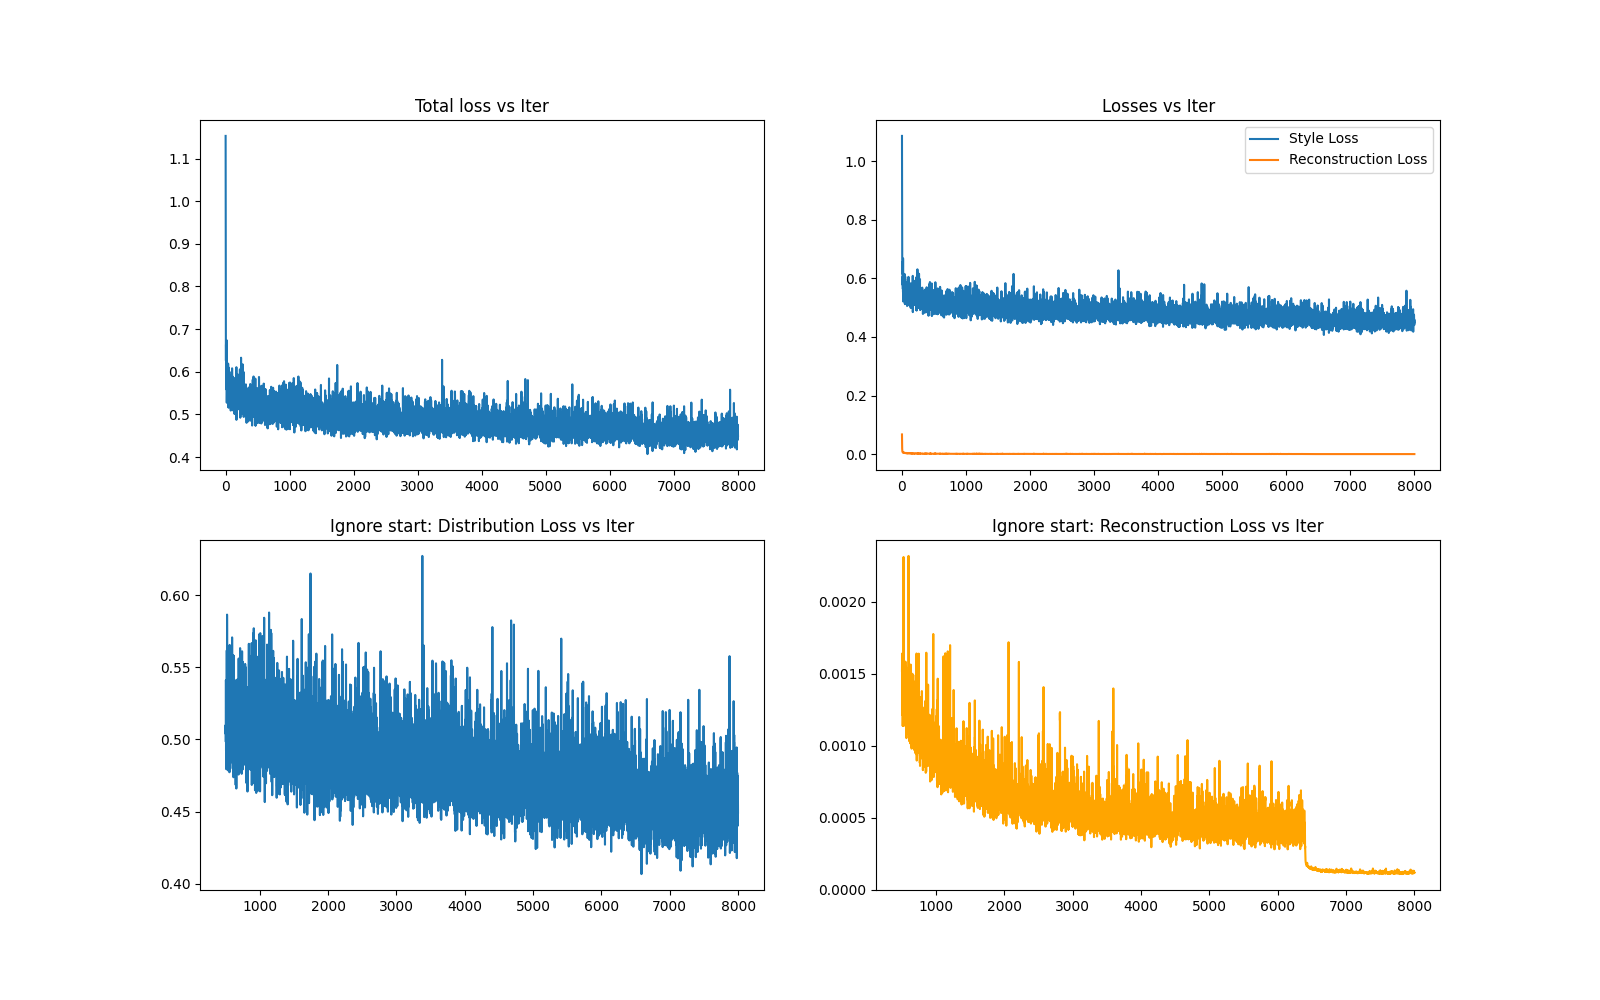 Total loss vs Iter
1.1
1.0
0.9
0.8
0.7
0.6
0.5
0.4
0 1000 2000 3000 4000 5000 6000 7000 8000
Losses vs Iter
Style Loss
Reconstruction Loss
1.0
0.8
0.6
0.4
0.2
0.0
0 1000 2000 3000 4000 5000 6000 7000 8000
Ignore start: Distribution Loss vs Iter
0.60
0.55
0.50
0.45
0.40
1000 2000 3000 4000 5000 6000 7000 8000
Ignore start: Reconstruction Loss vs Iter
0.0020
0.0015
0.0010
0.0005
0.0000
1000 2000 3000 4000 5000 6000 7000 8000